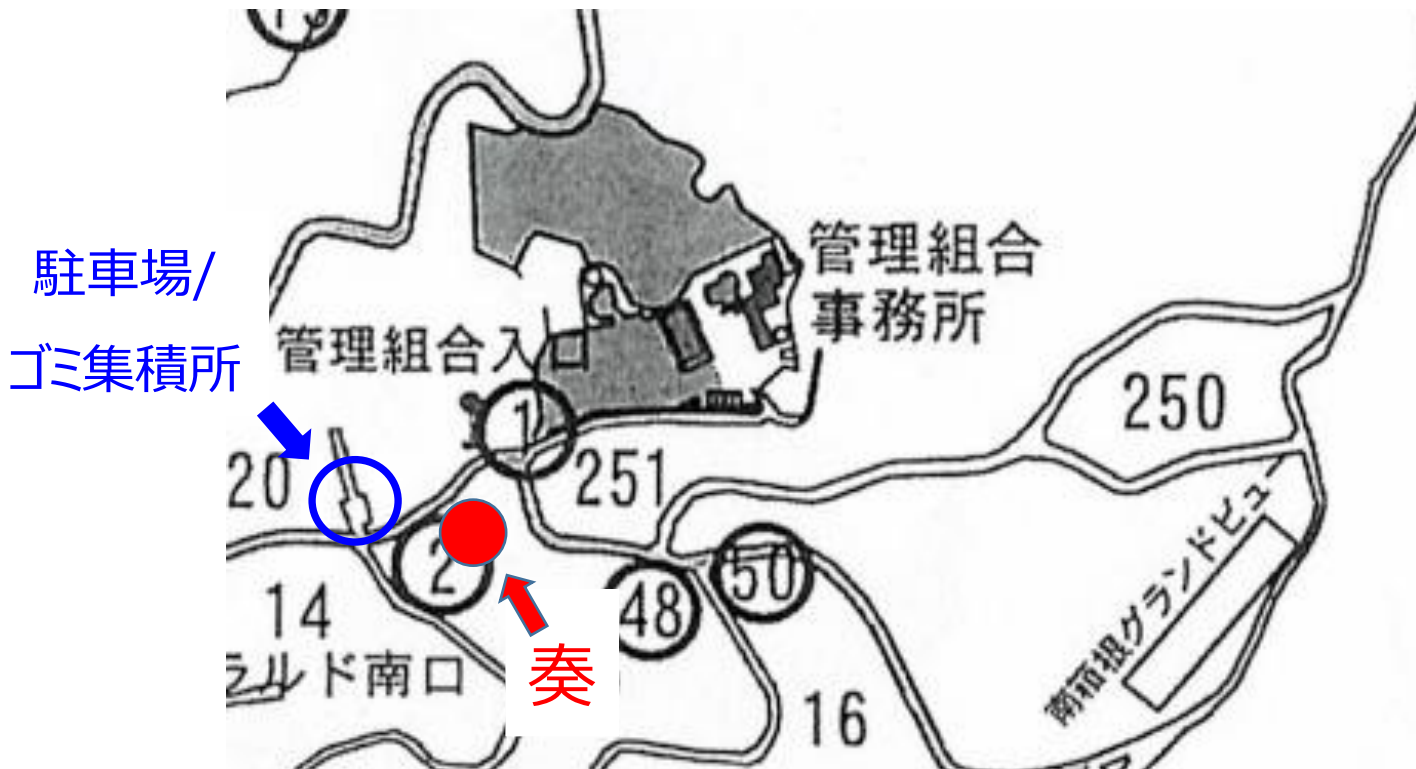 管理組合
事務所
駐車場/
ゴミ集積所
管理組合入口
1
250
20
251
2
50
48
14
ラルド南口
奏
16
南箱根グランドビュー